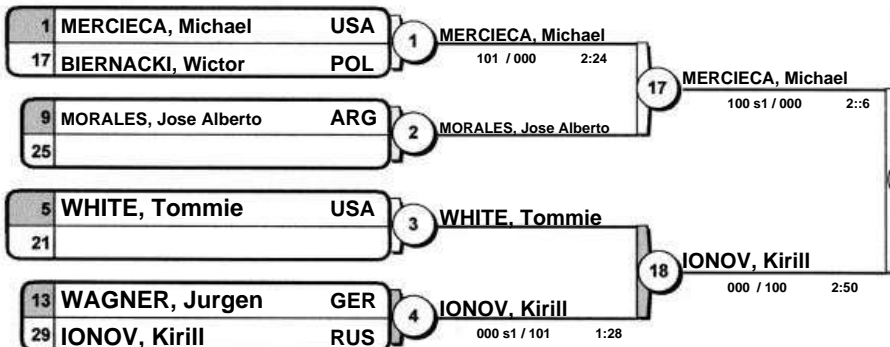 1 MERCIECA, Michael USA
17 BIERNACKI, Wictor POL
1 MERCIECA, Michael
101 / 000 2:24
9 MORALES, Jose Alberto ARG
25
2 MORALES, Jose Alberto
17 MERCIECA, Michael
100 s1 / 000 2::6
5 WHITE, Tommie USA
21
3 WHITE, Tommie
13 WAGNER, Jurgen GER
29 IONOV, Kirill RUS
4 IONOV, Kirill
000 s1 / 101 1:28
18 IONOV, Kirill
000 / 100 2:50